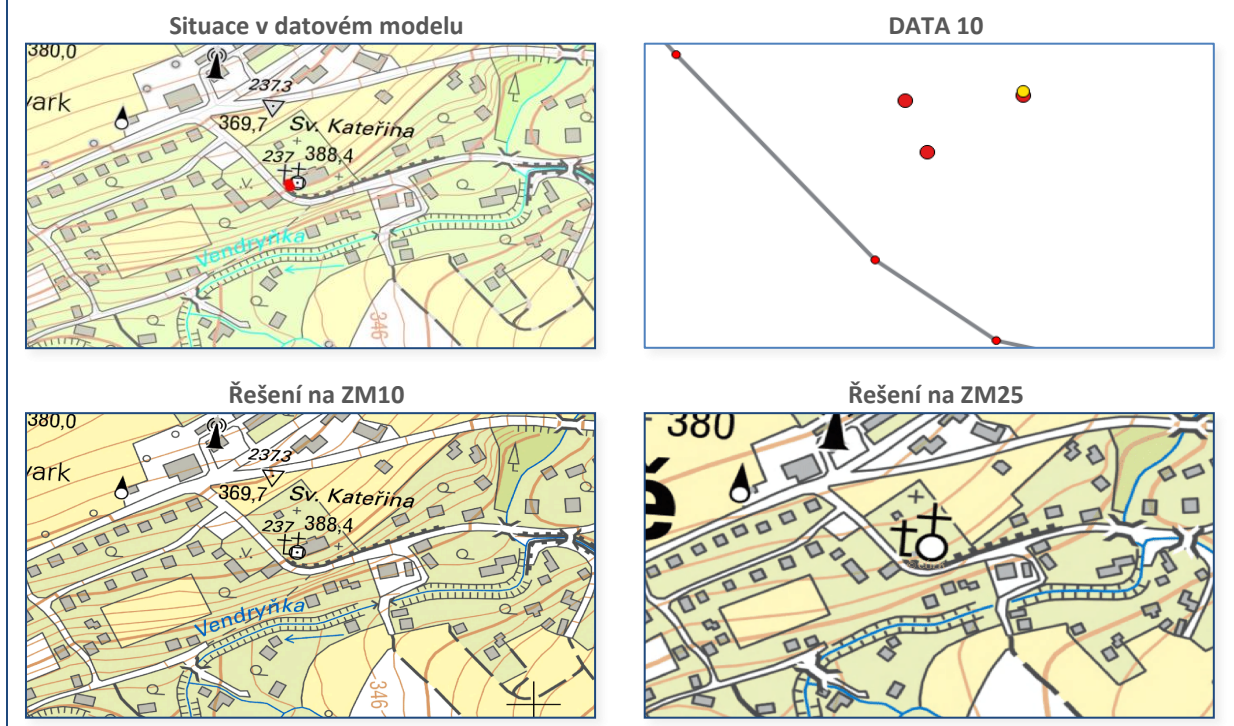 Situace v datovém modelu
DATA 10
380,0
237.3
ark
369,7
Sv. Kateřina
237
388,4
Vendryňka
346
Řešení na ZM10
Řešení na ZM25
380,0
237.3
ark
369,7
Sv. Kateřina
237
388,4
Vendryňka
346
380
é